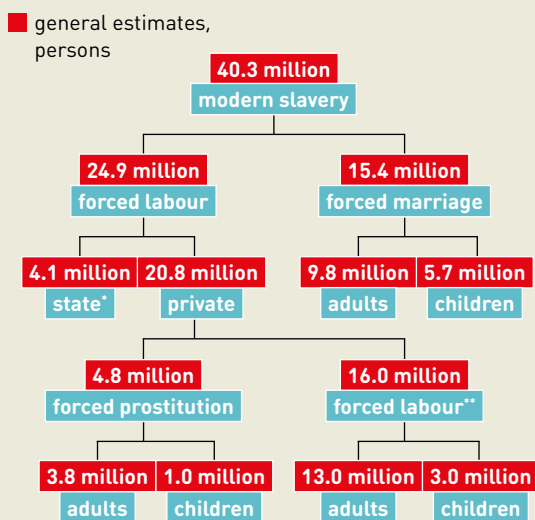 general estimates,
persons
40.3 million
modern slavery
24.9 million
forced labour
15.4 million
forced marriage
4.1 million
state*
20.8 million
private
9.8 million
adults
5.7 million
children
4.8 million
forced prostitution
16.0 million
forced labour**
3.8 million
adults
1.0 million
children
13.0 million
adults
3.0 million
children